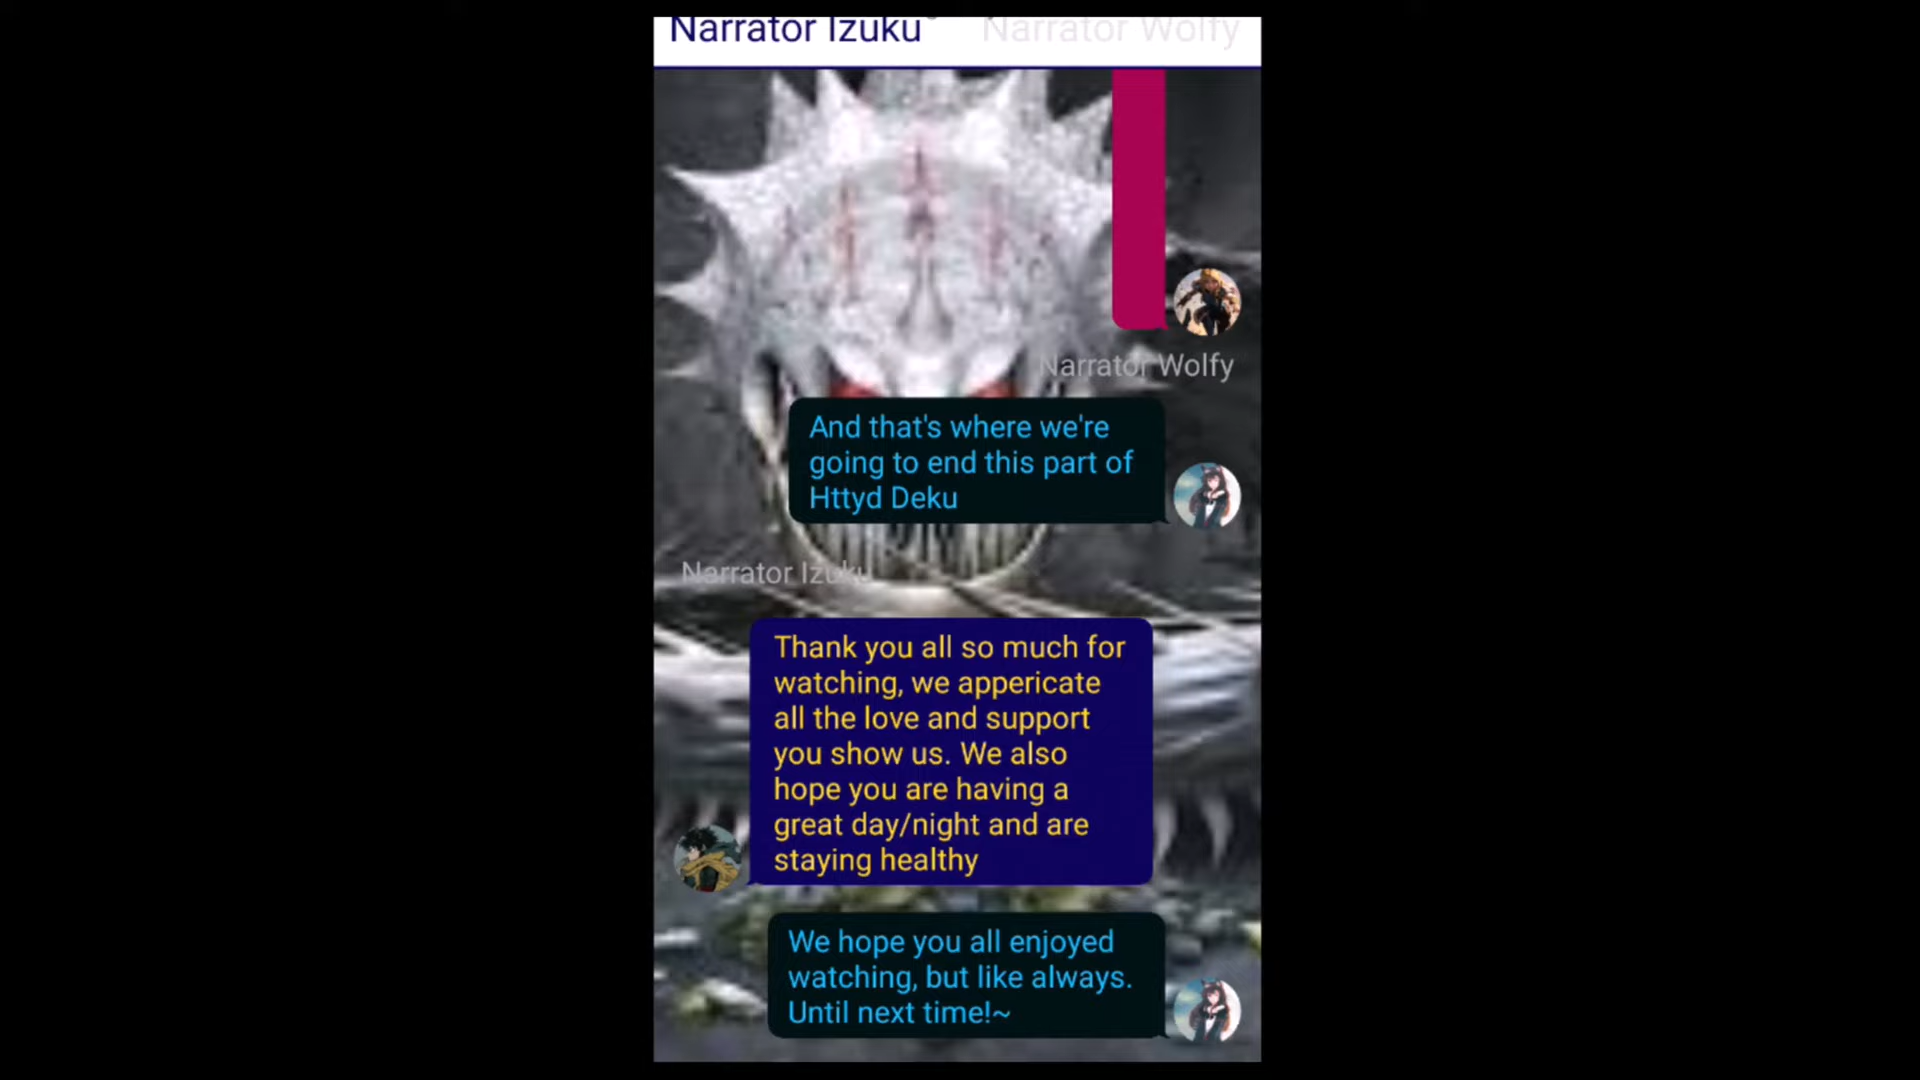 Narrator Izuku
Narrator Wolfy
Narrator Wolfy
And that's where we're
going to end this part of
Httyd Deku
Narrator Izuku
Thank you all so much for
watching, we appericate
all the love and support
you show us. We also
hope you are having a
great day/night and are
staying healthy
We hope you all enjoyed
watching, but like always.
Until next time!~